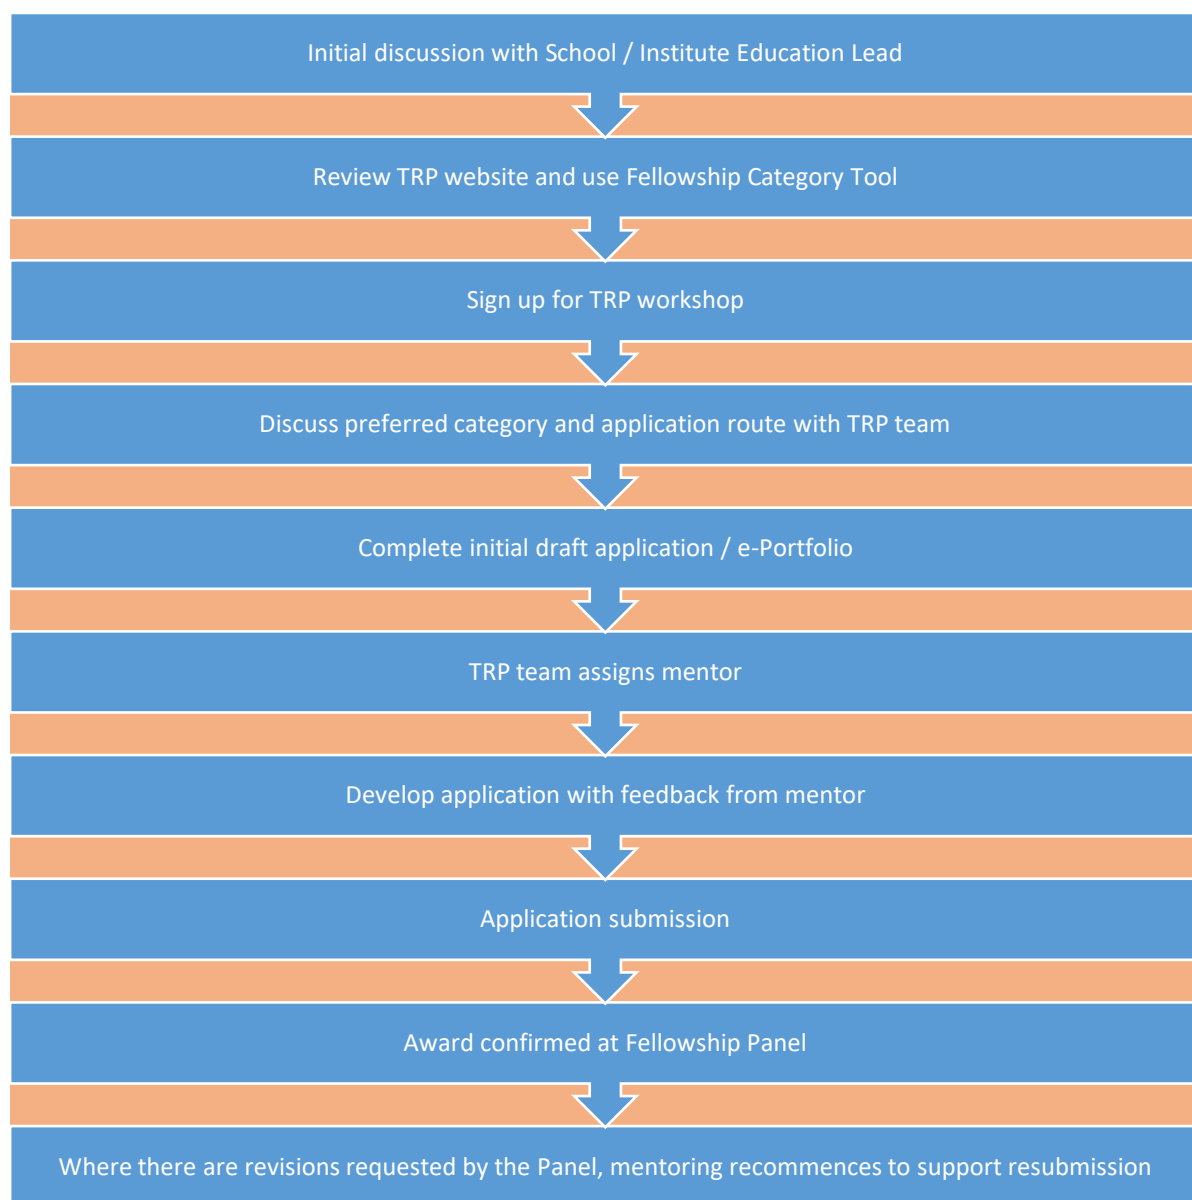 Initial discussion with School / Institute Education Lead
Review TRP website and use Fellowship Category Tool
Sign up for TRP workshop
Discuss preferred category and application route with TRP team
Complete initial draft application / e-Portfolio
TRP team assigns mentor
Develop application with feedback from mentor
Application submission
Award confirmed at Fellowship Panel
Where there are revisions requested by the Panel, mentoring recommences to support resubmission